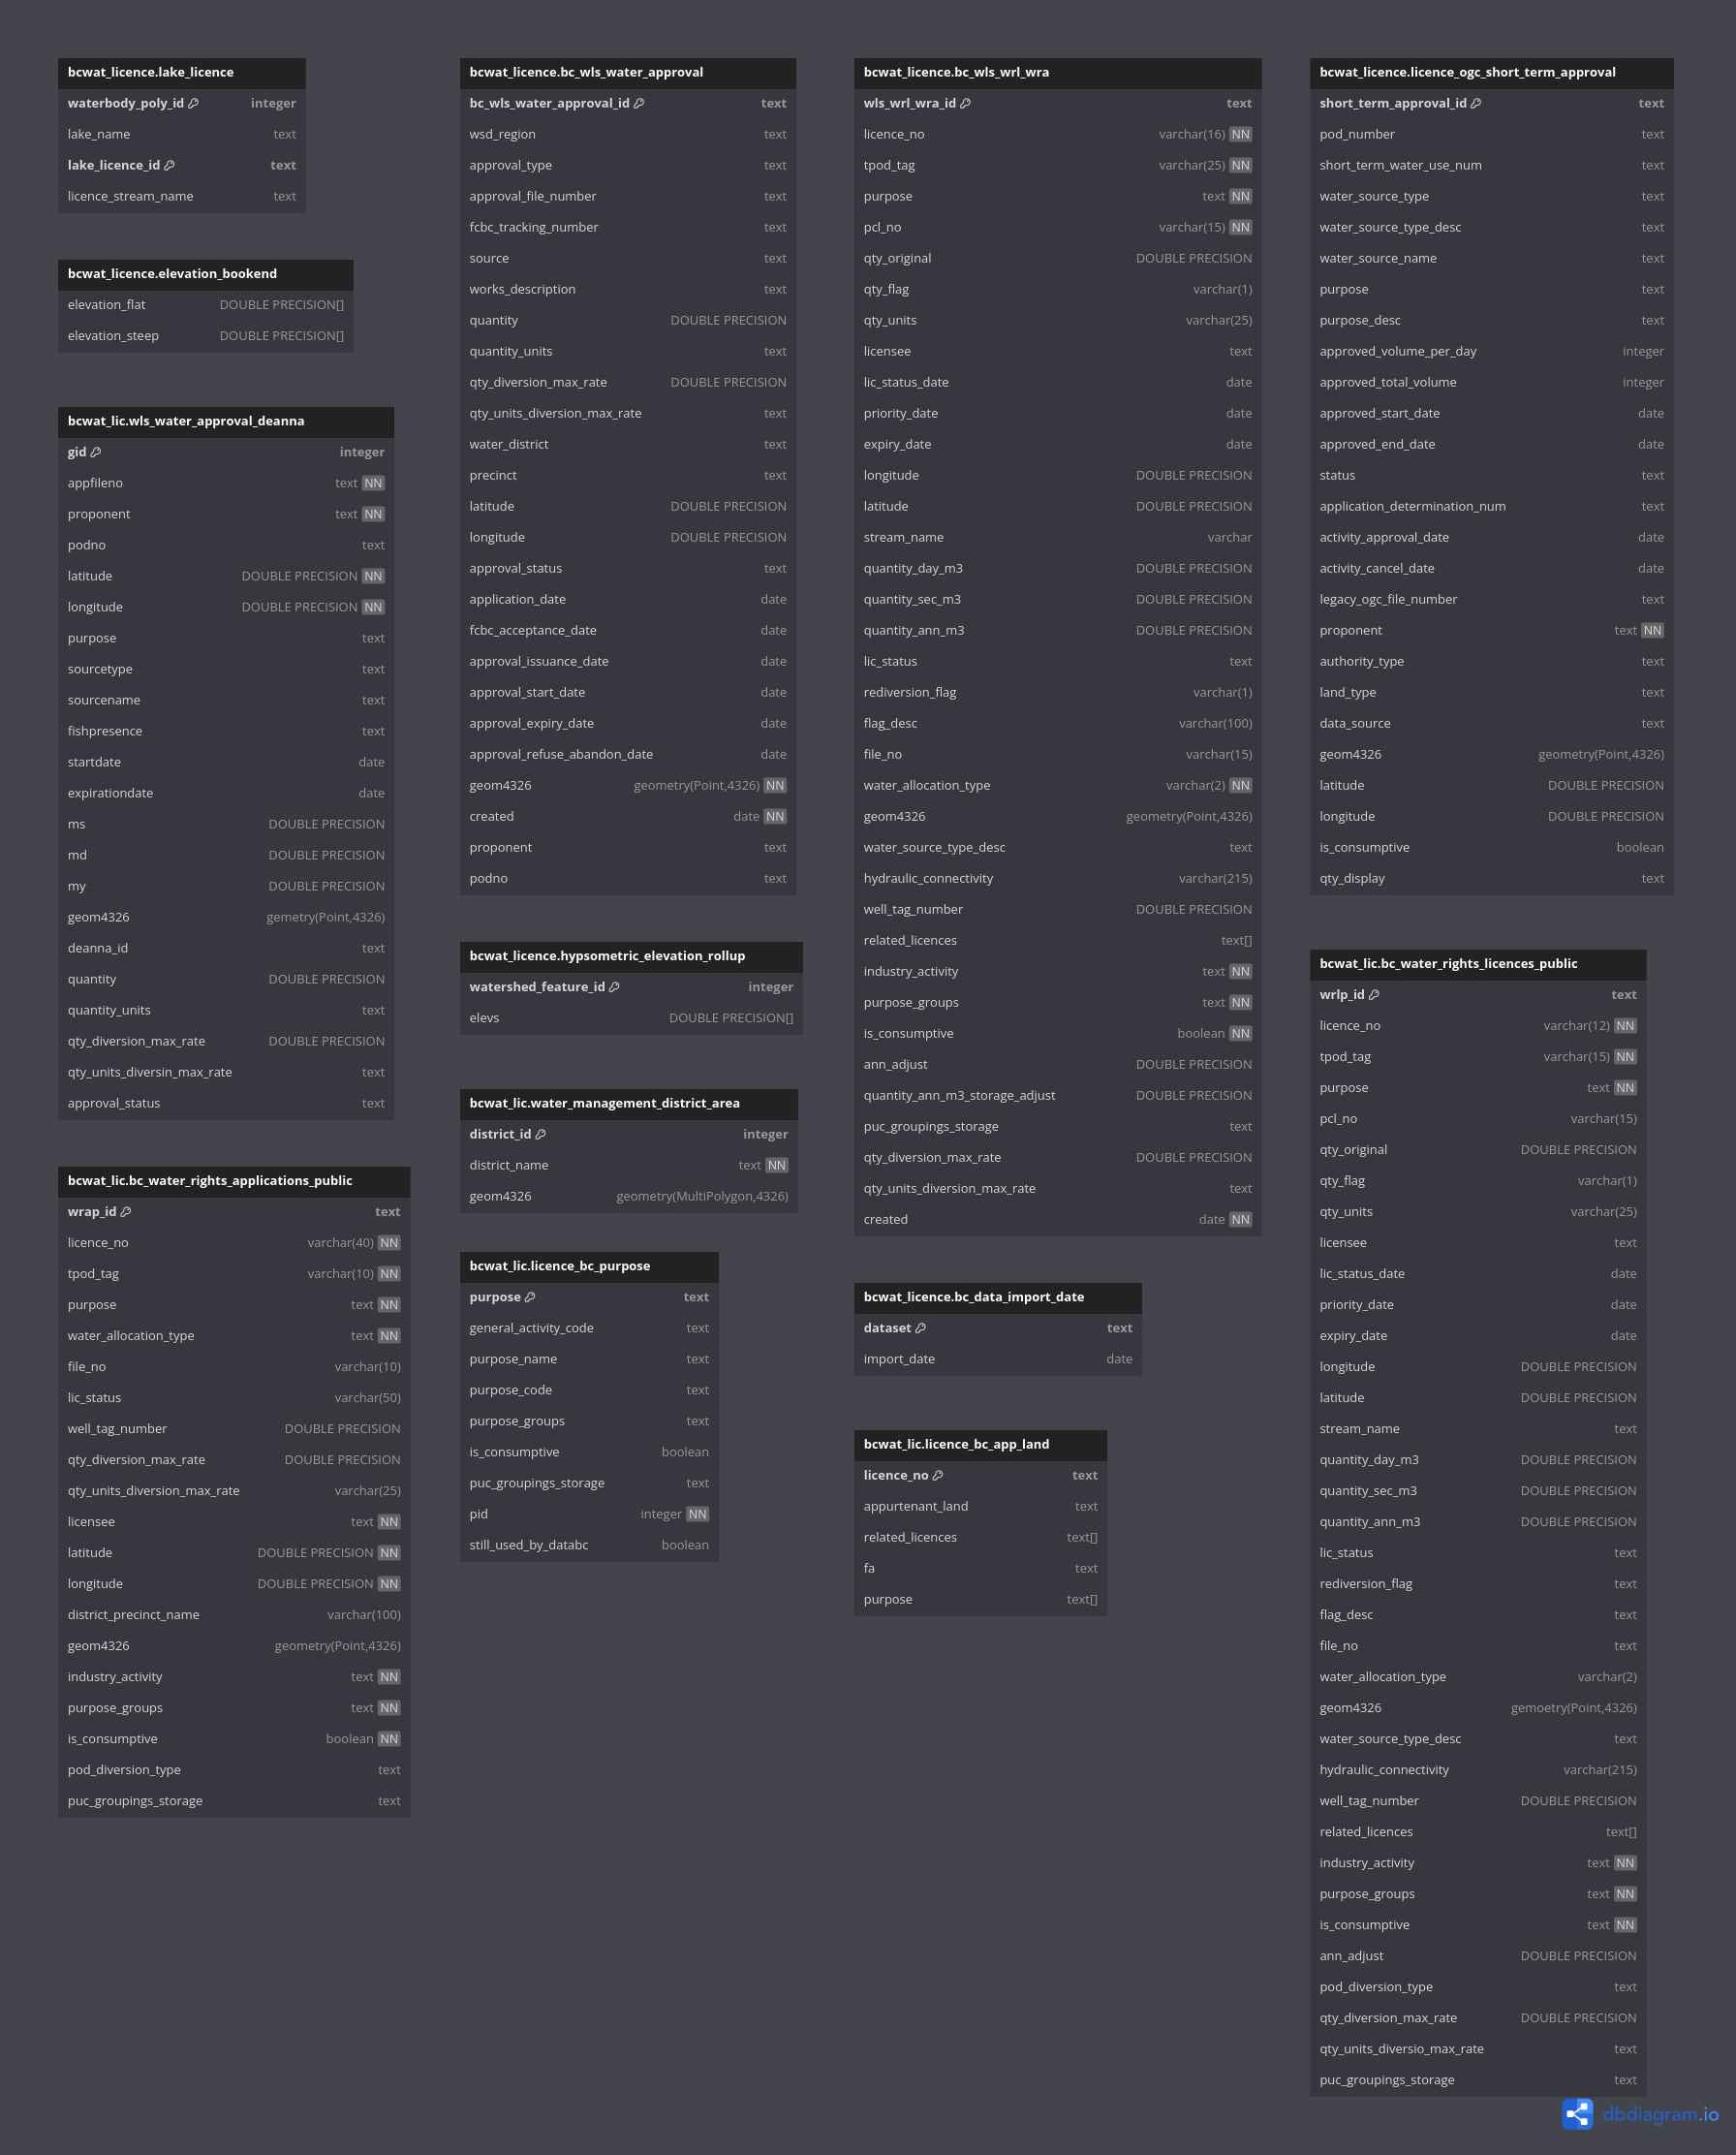 bcwat_licence.lake_licence
waterbody_poly_id integer
lake_name text
lake_licence_id text
licence_stream_name text
bcwat_licence.elevation_bookend
elevation_flat DOUBLE PRECISION[]
elevation_steep DOUBLE PRECISION[]
bcwat_lic.wls_water_approval_deanna
gid integer
appfileno text NN
proponent text NN
podno text
latitude DOUBLE PRECISION NN
longitude DOUBLE PRECISION NN
purpose text
sourcetype text
sourcename text
fishpresence text
startdate date
expirationdate date
ms DOUBLE PRECISION
md DOUBLE PRECISION
my DOUBLE PRECISION
geom4326 gemetry(Point,4326)
deanna_id text
quantity DOUBLE PRECISION
quantity_units text
qty_diversion_max_rate DOUBLE PRECISION
qty_units_diversin_max_rate text
approval_status text
bcwat_lic.bc_water_rights_applications_public
wrap_id text
licence_no varchar(40) NN
tpod_tag varchar(10) NN
purpose text NN
water_allocation_type text NN
file_no varchar(10)
lic_status varchar(50)
well_tag_number DOUBLE PRECISION
qty_diversion_max_rate DOUBLE PRECISION
qty_units_diversion_max_rate varchar(25)
licensee text NN
latitude DOUBLE PRECISION NN
longitude DOUBLE PRECISION NN
district_precinct_name varchar(100)
geom4326 geometry(Point,4326)
industry_activity text NN
purpose_groups text NN
is_consumptive boolean NN
pod_diversion_type text
puc_groupings_storage text
bcwat_licence.bc_wls_water_approval
bc_wls_water_approval_id text
wsd_region text
approval_type text
approval_file_number text
fcbc_tracking_number text
source text
works_description text
quantity DOUBLE PRECISION
quantity_units text
qty_diversion_max_rate DOUBLE PRECISION
qty_units_diversion_max_rate text
water_district text
precinct text
latitude DOUBLE PRECISION
longitude DOUBLE PRECISION
approval_status text
application_date date
fcbc_acceptance_date date
approval_issuance_date date
approval_start_date date
approval_expiry_date date
approval_refuse_abandon_date date
geom4326 geometry(Point,4326) NN
created date NN
proponent text
podno text
bcwat_licence.hypsometric_elevation_rollup
watershed_feature_id integer
elevs DOUBLE PRECISION[]
bcwat_lic.water_management_district_area
district_id integer
district_name text NN
geom4326 geometry(MultiPolygon,4326)
bcwat_lic.licence_bc_purpose
purpose text
general_activity_code text
purpose_name text
purpose_code text
purpose_groups text
is_consumptive boolean
puc_groupings_storage text
pid integer NN
still_used_by_databc boolean
bcwat_licence.bc_wls_wrl_wra
wls_wrl_wra_id text
licence_no varchar(16) NN
tpod_tag varchar(25) NN
purpose text NN
pcl_no varchar(15) NN
qty_original DOUBLE PRECISION
qty_flag varchar(1)
qty_units varchar(25)
licensee text
lic_status_date date
priority_date date
expiry_date date
longitude DOUBLE PRECISION
latitude DOUBLE PRECISION
stream_name varchar
quantity_day_m3 DOUBLE PRECISION
quantity_sec_m3 DOUBLE PRECISION
quantity_ann_m3 DOUBLE PRECISION
lic_status text
rediversion_flag varchar(1)
flag_desc varchar(100)
file_no varchar(15)
water_allocation_type varchar(2) NN
geom4326 geometry(Point,4326)
water_source_type_desc text
hydraulic_connectivity varchar(215)
well_tag_number DOUBLE PRECISION
related_licences text[]
industry_activity text NN
purpose_groups text NN
is_consumptive boolean NN
ann_adjust DOUBLE PRECISION
quantity_ann_m3_storage_adjust DOUBLE PRECISION
puc_groupings_storage text
qty_diversion_max_rate DOUBLE PRECISION
qty_units_diversion_max_rate text
created date NN
bcwat_licence.bc_data_import_date
dataset text
import_date date
bcwat_lic.licence_bc_app_land
licence_no text
appurtenant_land text
related_licences text[]
fa text
purpose text[]
bcwat_licence.licence_ogc_short_term_approval
short_term_approval_id text
pod_number text
short_term_water_use_num text
water_source_type text
water_source_type_desc text
water_source_name text
purpose text
purpose_desc text
approved_volume_per_day integer
approved_total_volume integer
approved_start_date date
approved_end_date date
status text
application_determination_num text
activity_approval_date date
activity_cancel_date date
legacy_ogc_file_number text
proponent text NN
authority_type text
land_type text
data_source text
geom4326 geometry(Point,4326)
latitude DOUBLE PRECISION
longitude DOUBLE PRECISION
is_consumptive boolean
qty_display text
bcwat_lic.bc_water_rights_licences_public
wrlp_id text
licence_no varchar(12) NN
tpod_tag varchar(15) NN
purpose text NN
pcl_no varchar(15)
qty_original DOUBLE PRECISION
qty_flag varchar(1)
qty_units varchar(25)
licensee text
lic_status_date date
priority_date date
expiry_date date
longitude DOUBLE PRECISION
latitude DOUBLE PRECISION
stream_name text
quantity_day_m3 DOUBLE PRECISION
quantity_sec_m3 DOUBLE PRECISION
quantity_ann_m3 DOUBLE PRECISION
lic_status text
rediversion_flag text
flag_desc text
file_no text
water_allocation_type varchar(2)
geom4326 gemoetry(Point,4326)
water_source_type_desc text
hydraulic_connectivity varchar(215)
well_tag_number DOUBLE PRECISION
related_licences text[]
industry_activity text NN
purpose_groups text NN
is_consumptive text NN
ann_adjust DOUBLE PRECISION
pod_diversion_type text
qty_diversion_max_rate DOUBLE PRECISION
qty_units_diversio_max_rate text
puc_groupings_storage text
dbdiagram.io